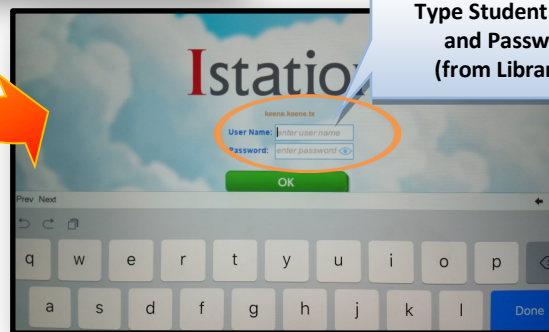 Type Student
and Passw
(from Librar
Istatio
keene.keene.tx
User Name: enter user name
Password: enter password
OK
Prev Next
q w e r t y u i o p
a s d f g h j k l Done